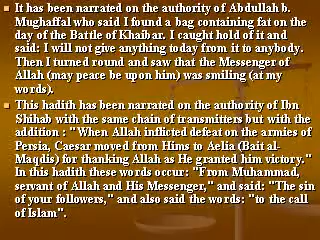 It has been narrated on the authority of Abdullah b.
Mughaffal who said I found a bag containing fat on the
day of the Battle of Khaibar. I caught hold of it and
said: I will not give anything today from it to anybody.
Then I turned round and saw that the Messenger of
Allah (may peace be upon him) was smiling (at my
words).
This hadith has been narrated on the authority of Ibn
Shihab with the same chain of transmitters but with the
addition : "When Allah inflicted defeat on the armies of
Persia, Caesar moved from Hims to Aelia (Bait al-
Maqdis) for thanking Allah as He granted him victory."
In this hadith these words occur: "From Muhammad,
servant of Allah and His Messenger," and said: "The sin
of your followers," and also said the words: "to the call
of Islam".